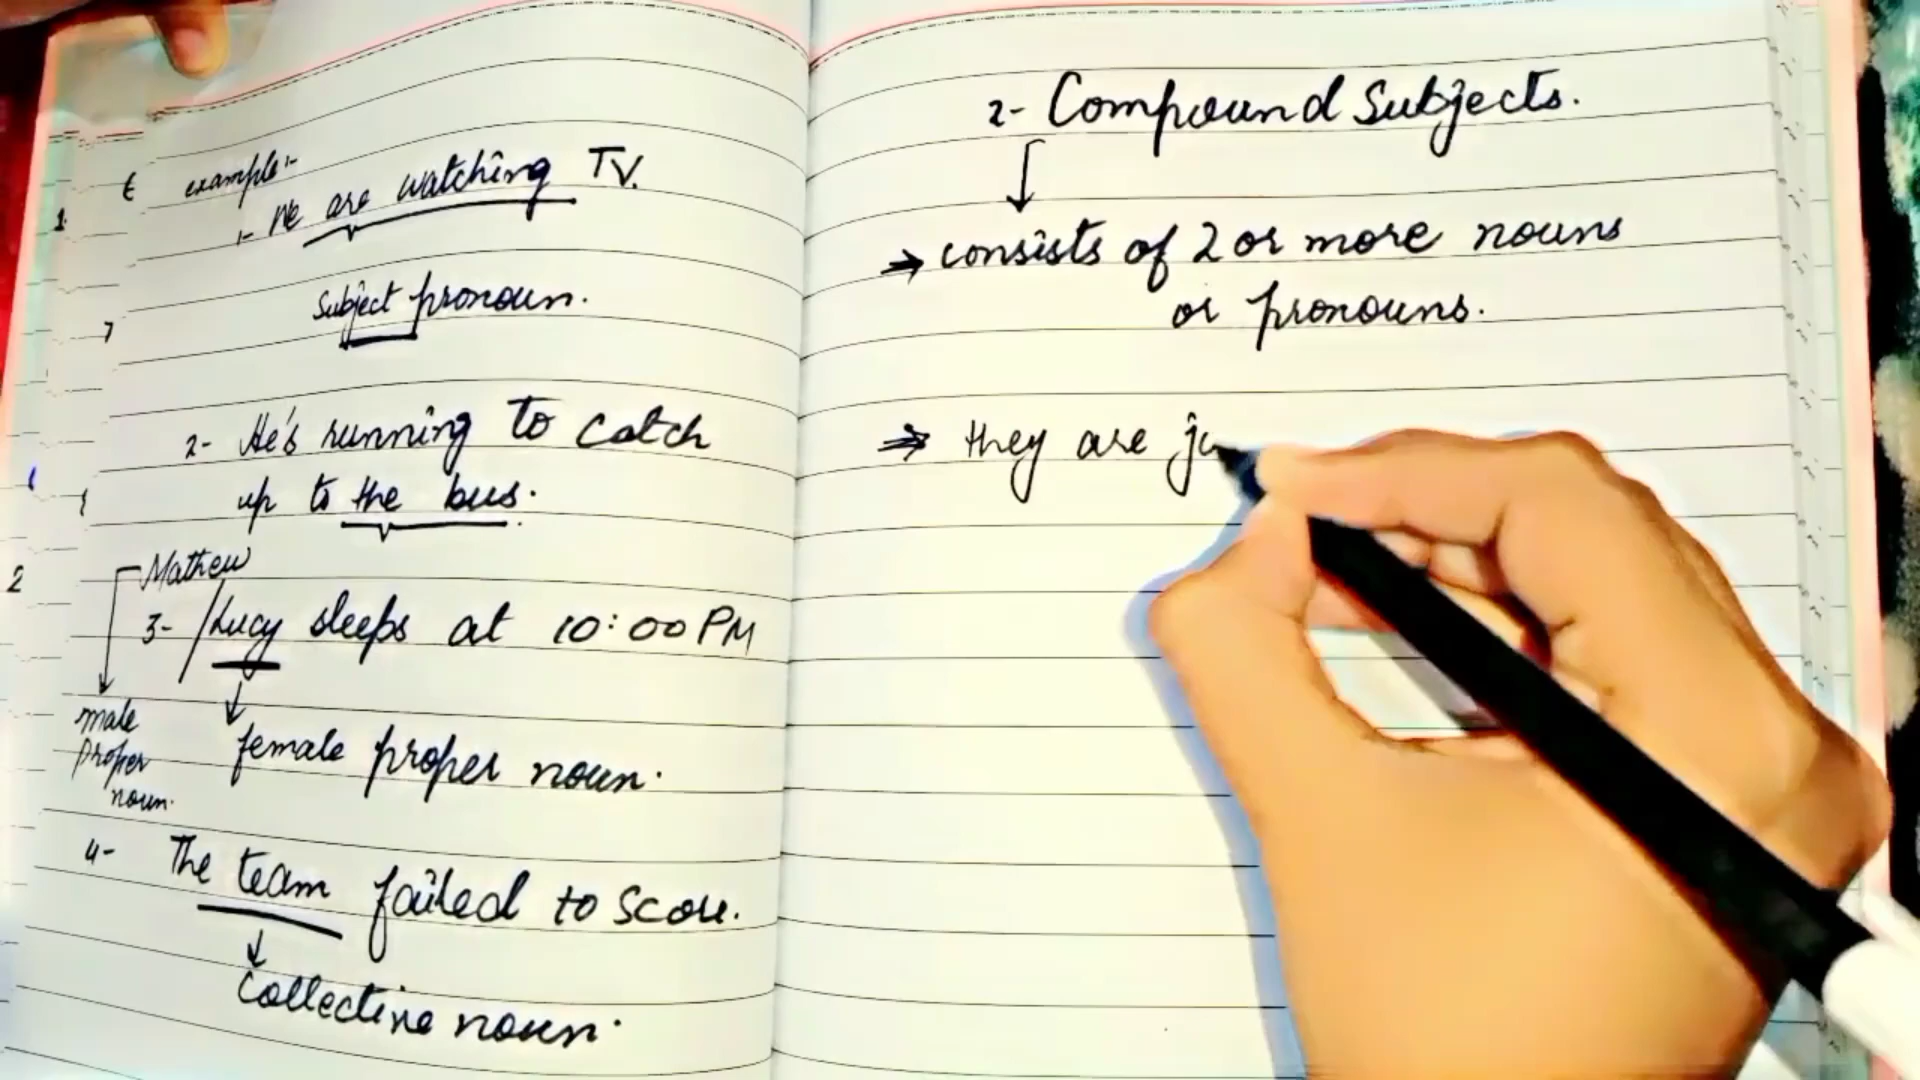 example:-
1- We are watching TV.
Subject pronoun.
2- He's running to catch
up to the bus.
Mathew
3- /Lucy sleeps at 10:00 PM
male
proper
noun.
female proper noun.
4- The team failed to score.
Collective noun.
2- Compound Subjects.
⇒ consists of 2 or more nouns
or pronouns.
⇒ they are ju